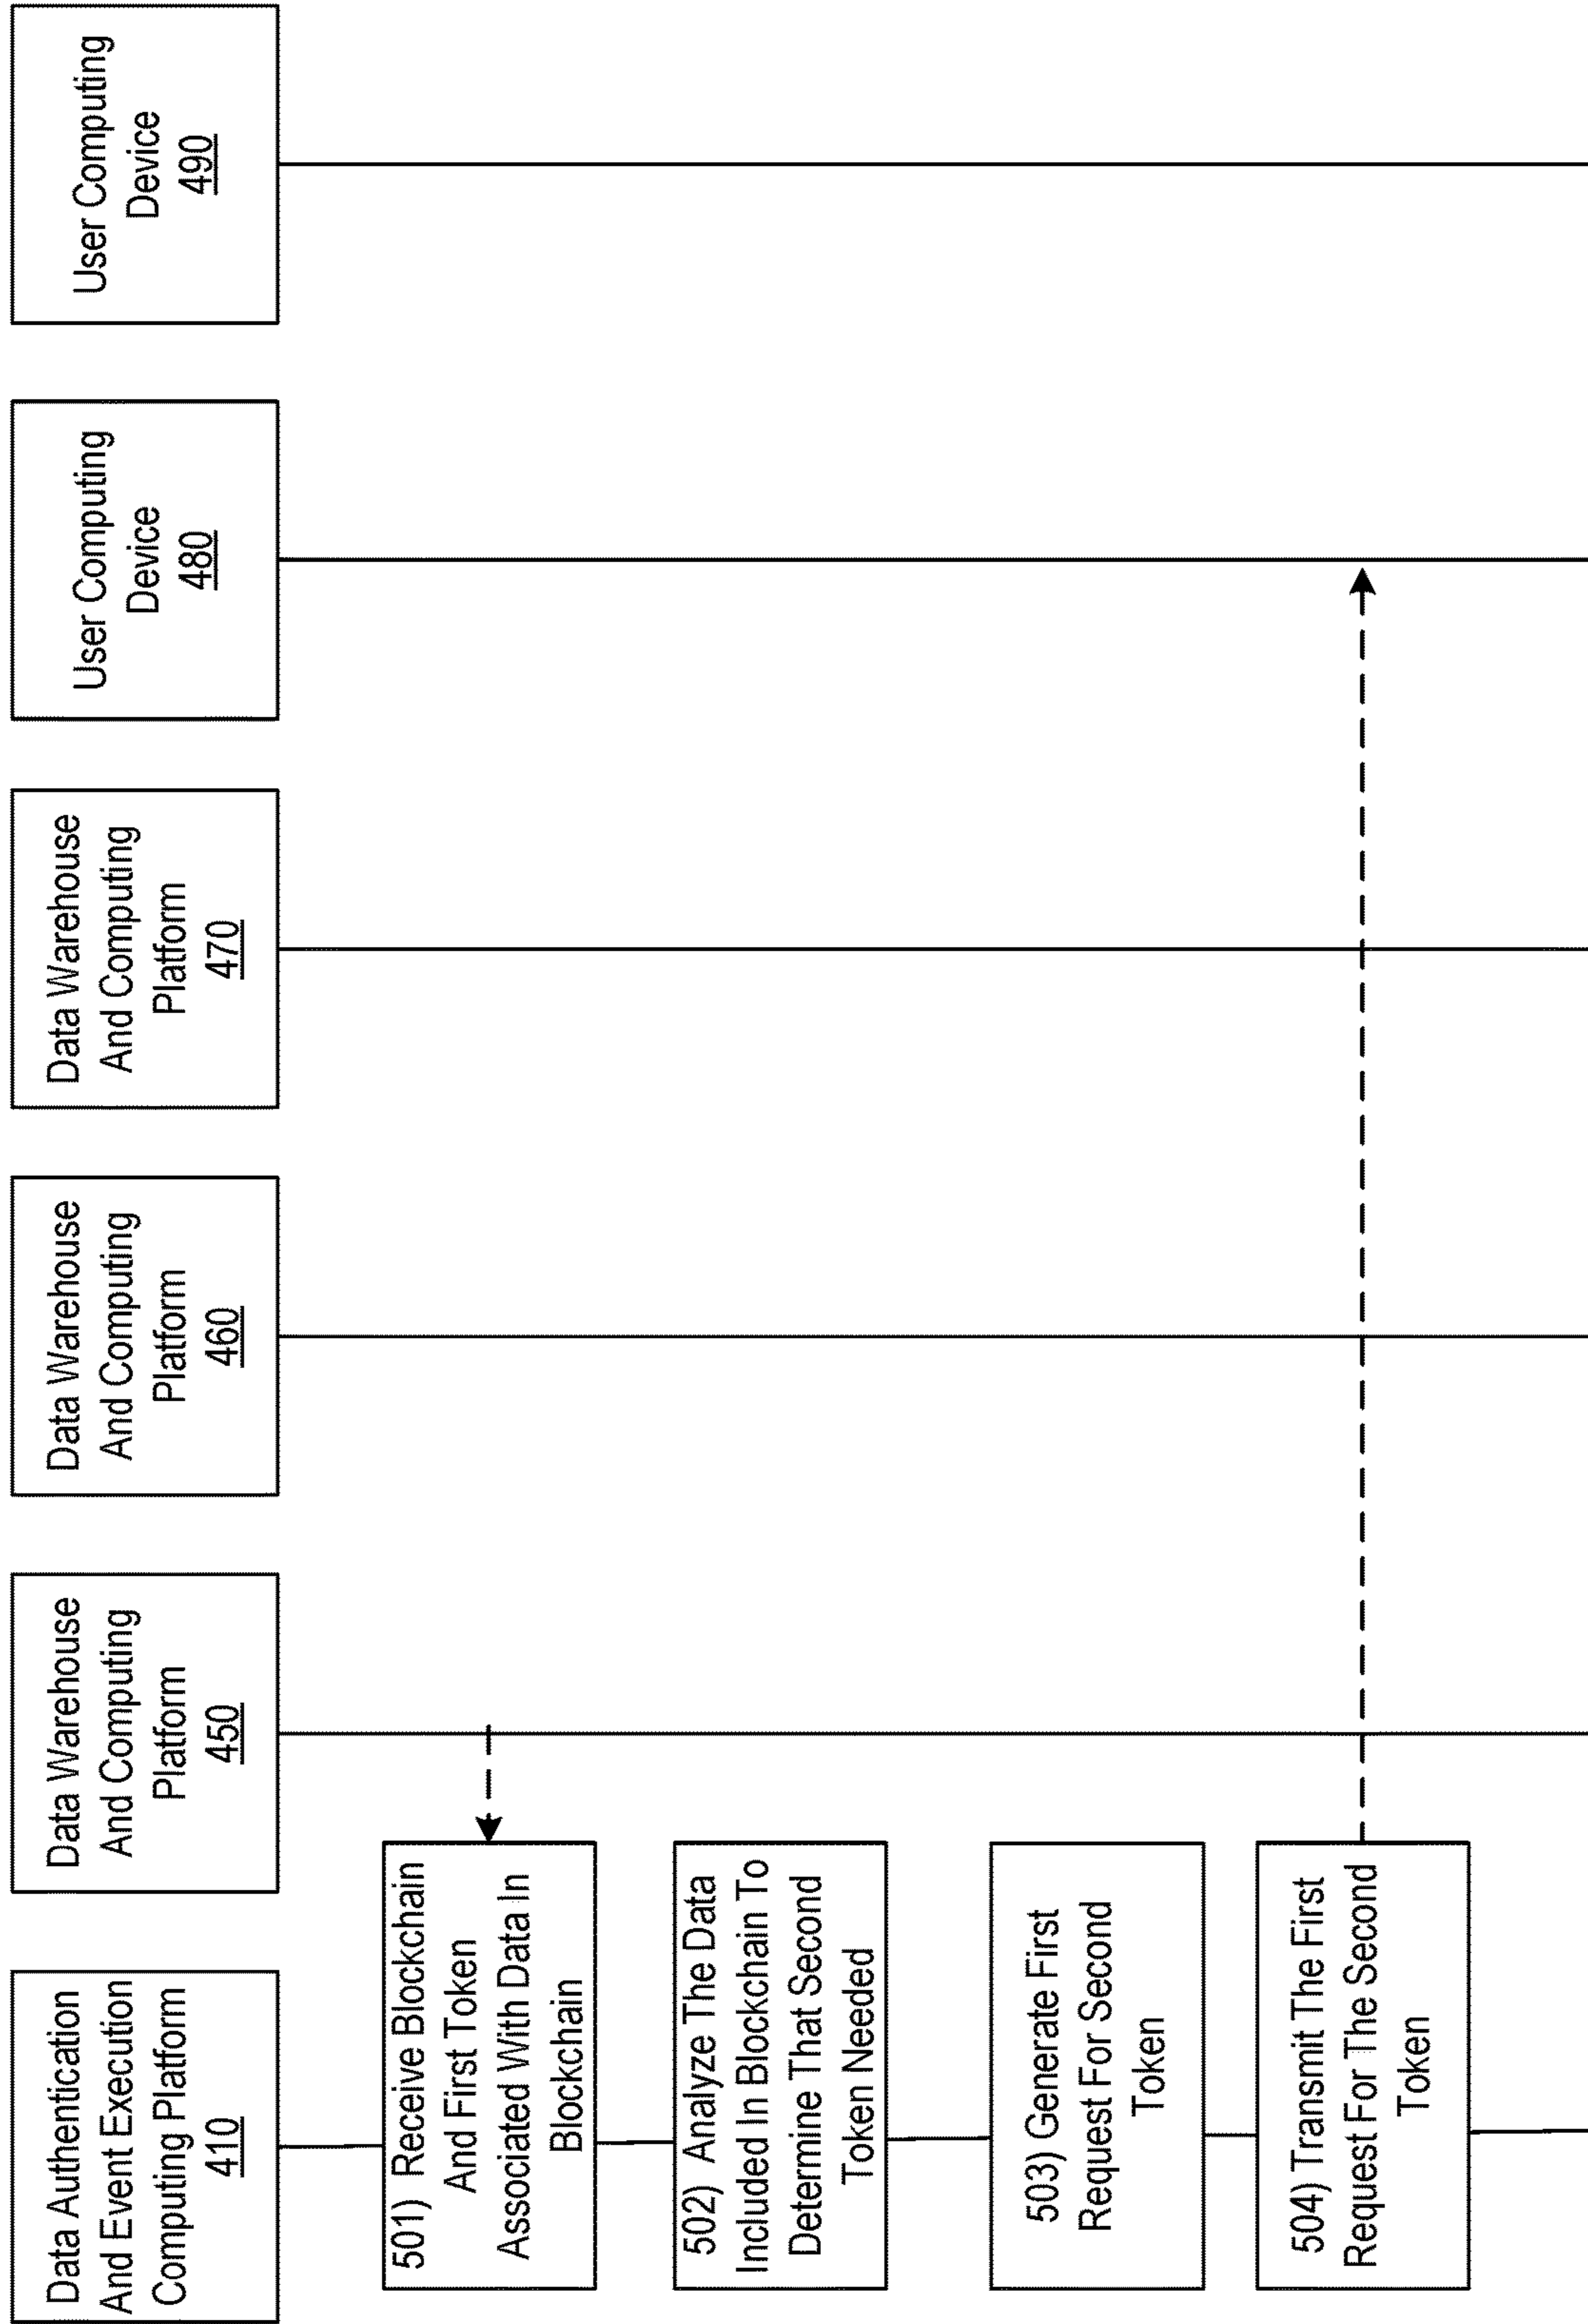 Data Authentication
And Event Execution
Computing Platform
410
Data Warehouse
And Computing
Platform
450
Data Warehouse
And Computing
Platform
460
Data Warehouse
And Computing
Platform
470
User Computing
Device
480
User Computing
Device
490
501) Receive Blockchain
And First Token
Associated With Data In
Blockchain
502) Analyze The Data
Included In Blockchain To
Determine That Second
Token Needed
503) Generate First
Request For Second
Token
504) Transmit The First
Request For The Second
Token